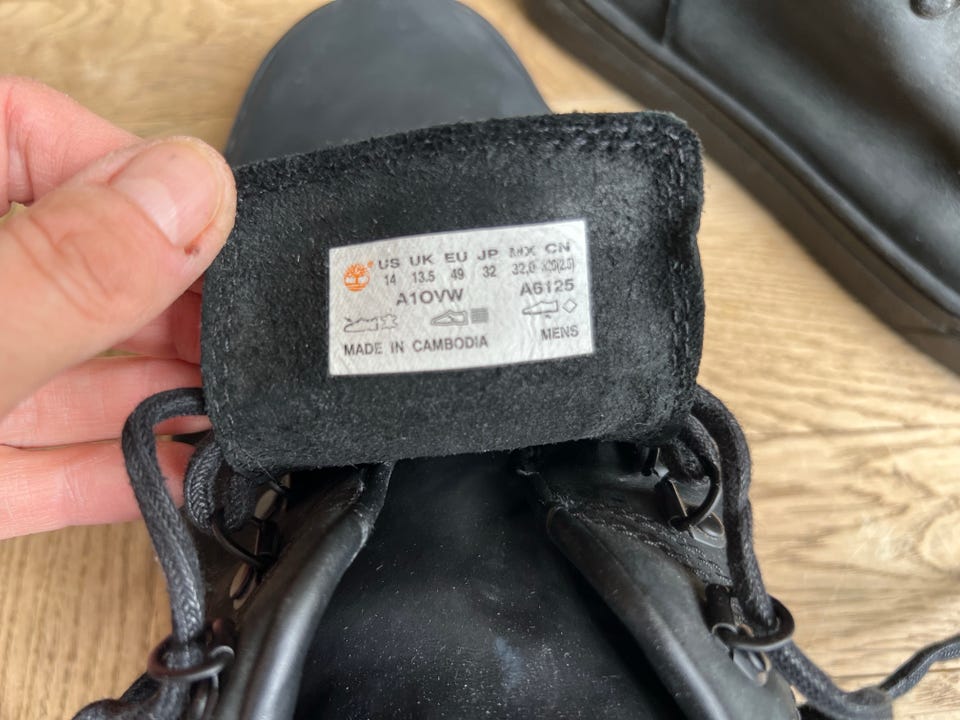 US UK EU JP MX CN
14 13.5 49 32 32.0
A1OVW A6125
MADE IN CAMBODIA MENS